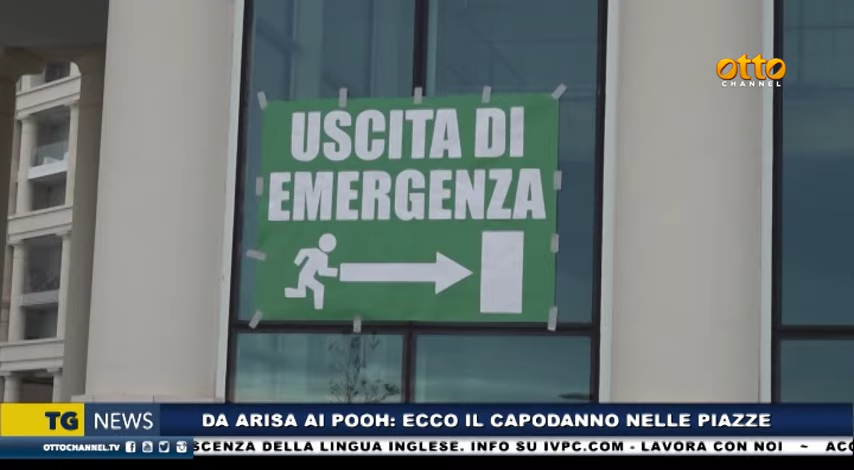 otto
CHANNEL
USCITA DI
EMERGENZA
TG NEWS
DA ARISA AI POOH: ECCO IL CAPODANNO NELLE PIAZZE
OTTOCHANNEL.TV
SCENZA DELLA LINGUA INGLESE. INFO SU IVPC.COM - LAVORA CON NOI ~ ACC